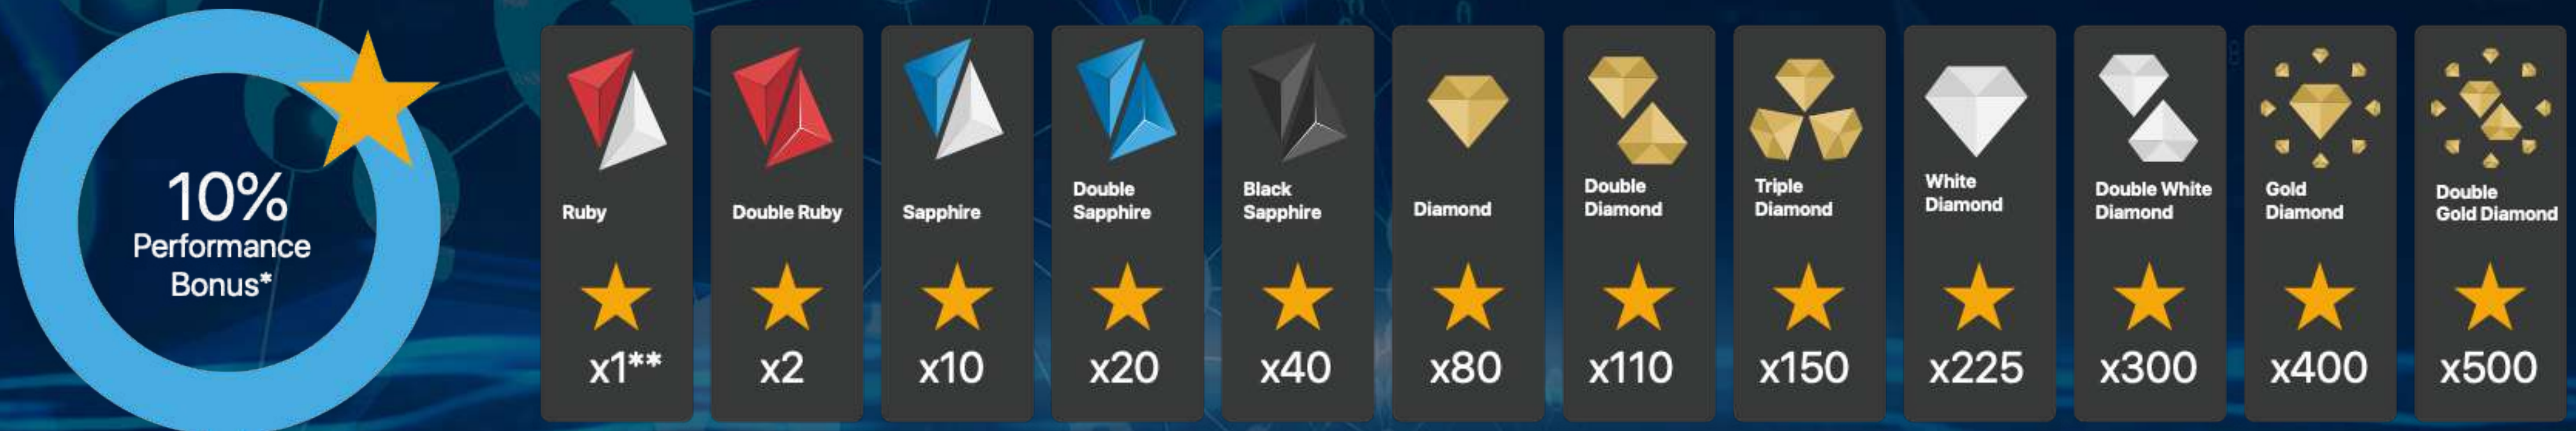 10%
Performance
Bonus*
Ruby
x1**
Double Ruby
x2
Sapphire
x10
Double
Sapphire
x20
Black
Sapphire
x40
Diamond
x80
Double
Diamond
x110
Triple
Diamond
x150
White
Diamond
x225
Double White
Diamond
x300
Gold
Diamond
x400
Double
Gold Diamond
x500